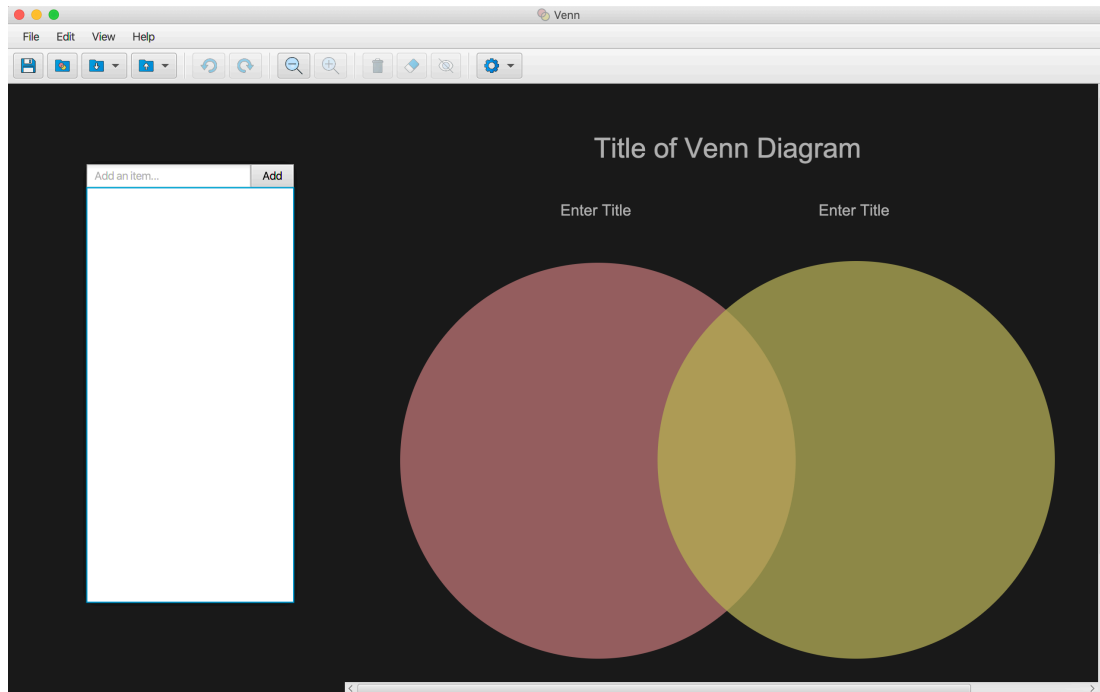 Venn
File Edit View Help
Title of Venn Diagram
Add an item... Add
Enter Title Enter Title